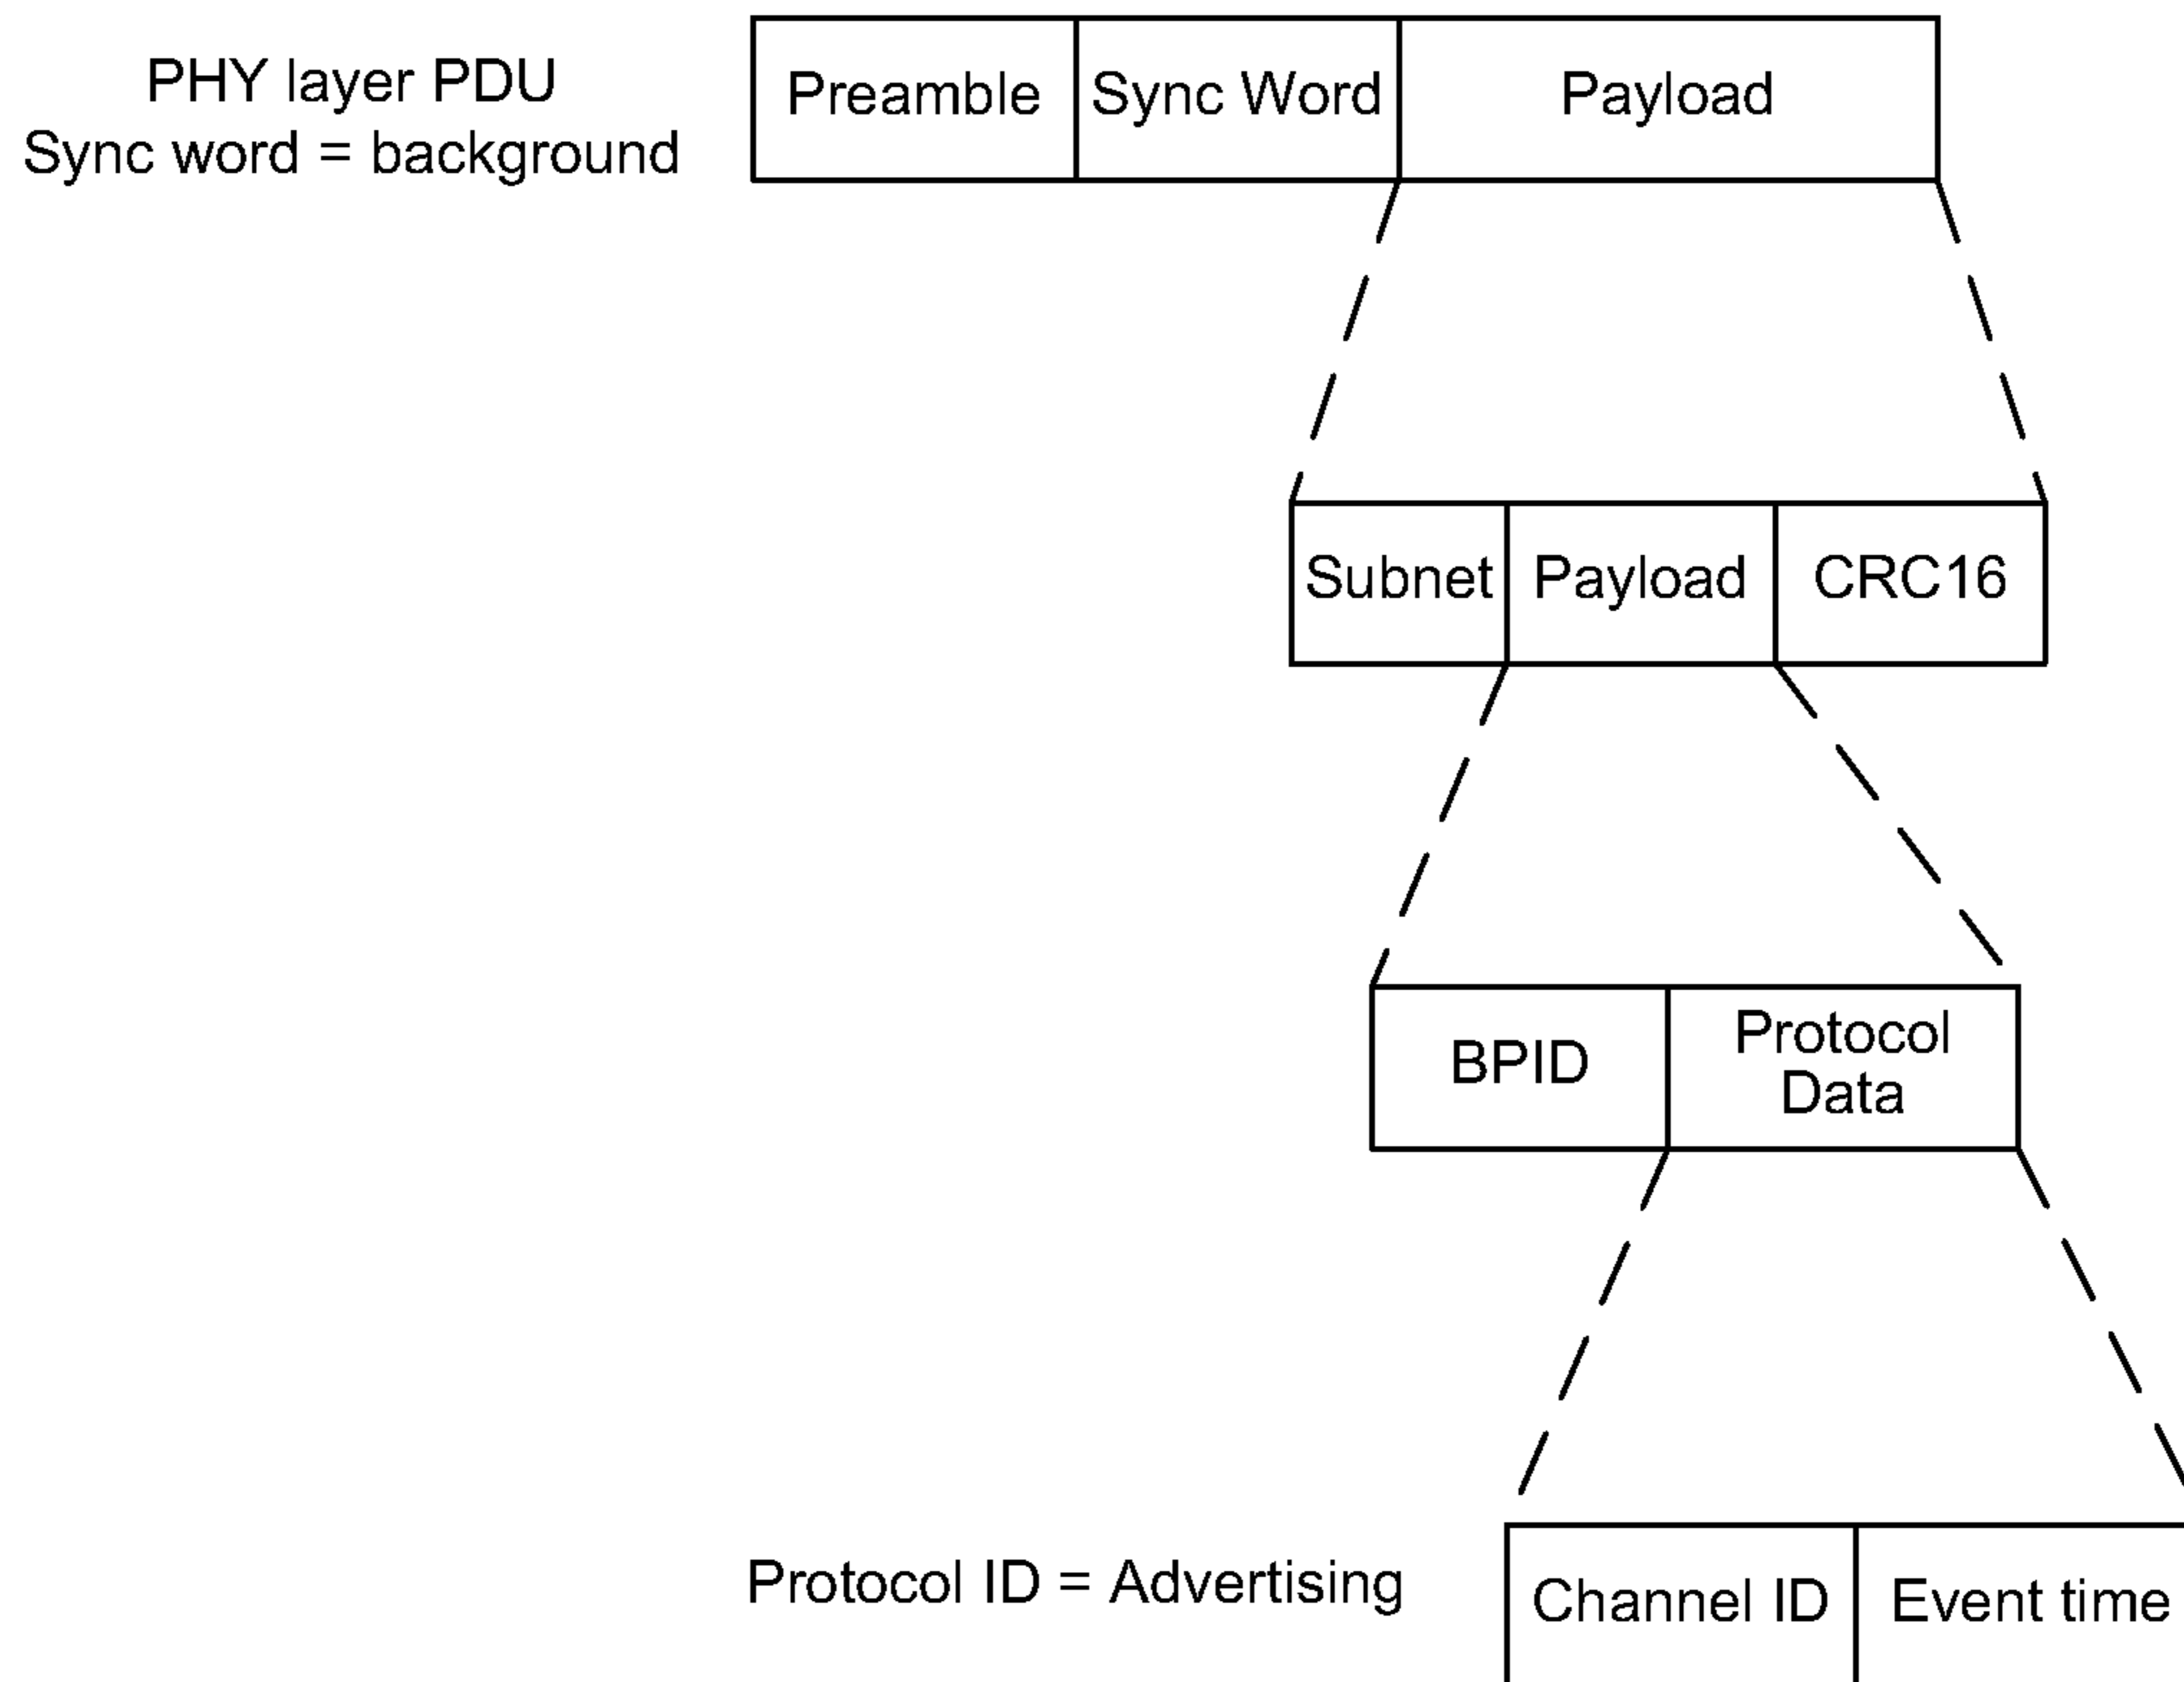 PHY layer PDU
Sync word = background
Preamble Sync Word Payload
Subnet Payload CRC16
BPID
Protocol
Data
Protocol ID = Advertising
Channel ID Event time